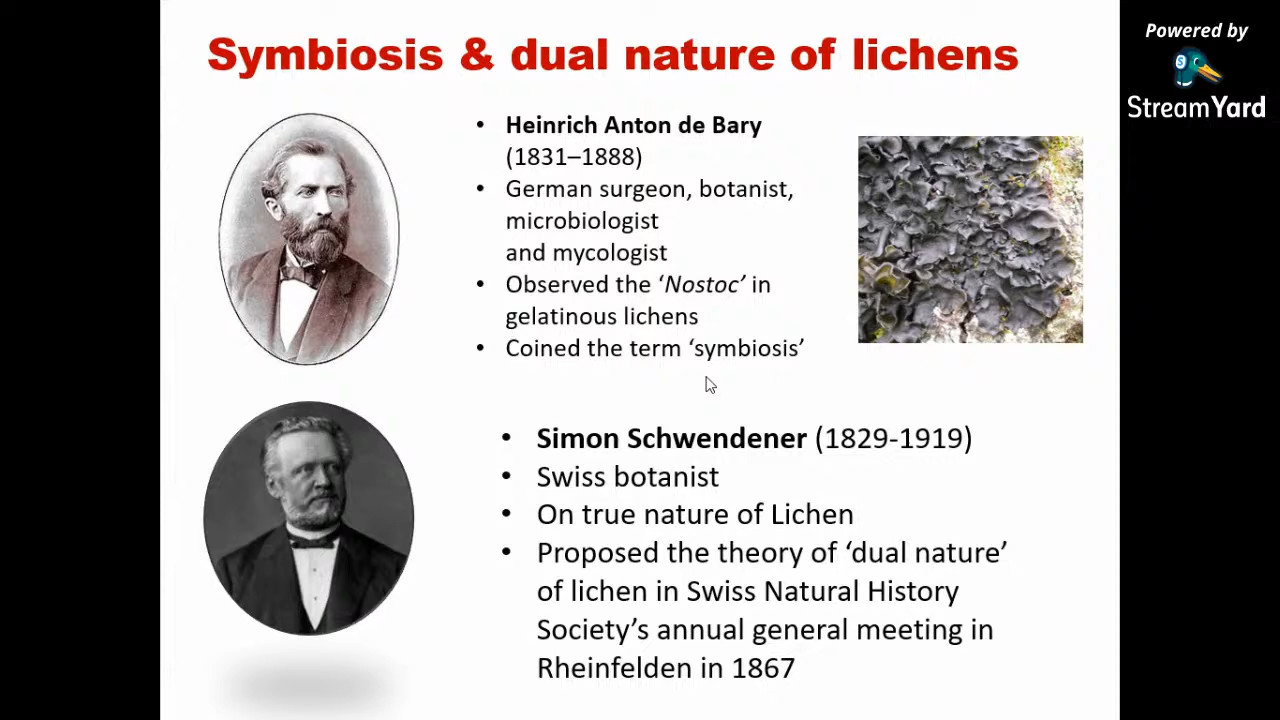 Symbiosis & dual nature of lichens
Powered by
StreamYard
• Heinrich Anton de Bary
(1831–1888)
• German surgeon, botanist,
microbiologist
and mycologist
• Observed the ‘Nostoc’ in
gelatinous lichens
• Coined the term ‘symbiosis’
• Simon Schwendener (1829-1919)
• Swiss botanist
• On true nature of Lichen
• Proposed the theory of ‘dual nature’
of lichen in Swiss Natural History
Society’s annual general meeting in
Rheinfelden in 1867